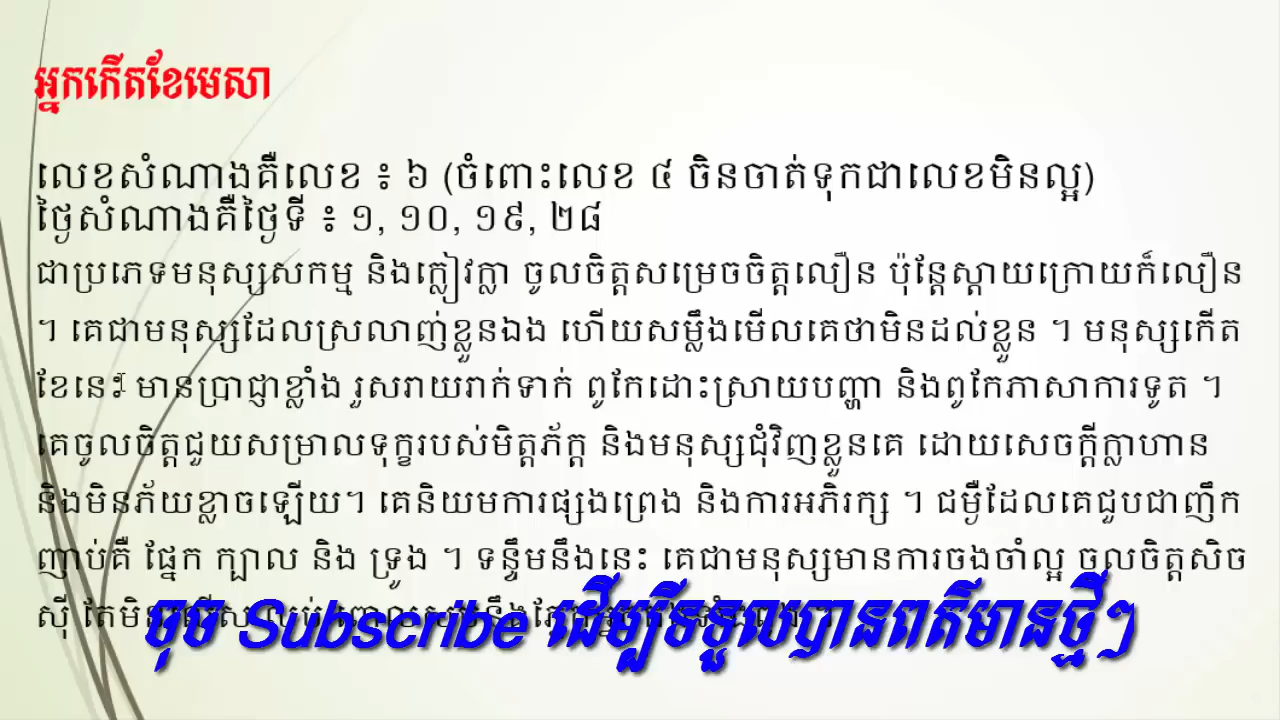 អ្នកកើតខែមេសា
លេខសំណាងគឺលេខ ៖ ៦ (ចំពោះលេខ ៤ ចិនចាត់ទុកជាលេខមិនល្អ)
ថ្ងៃសំណាងគឺថ្ងៃទី ៖ ១, ១០, ១៩, ២៨
ជាប្រភេទមនុស្សសកម្ម និងក្លៀវក្លា ចូលចិត្តសម្រេចចិត្តលឿន ប៉ុន្តែស្តាយក្រោយក៏លឿន
។ គេជាមនុស្សដែលស្រលាញ់ខ្លួនឯង ហើយសម្លឹងមើលគេថាមិនដល់ខ្លួន ។ មនុស្សកើត
ខែនេះ មានប្រាជ្ញាខ្លាំង រួសរាយរាក់ទាក់ ពូកែដោះស្រាយបញ្ហា និងពូកែភាសាការទូត ។
គេចូលចិត្តជួយសម្រាលទុក្ខរបស់មិត្តភ័ក្ត និងមនុស្សជុំវិញខ្លួនគេ ដោយសេចក្តីក្លាហាន
និងមិនភ័យខ្លាចឡើយ។ គេនិយមការផ្សងព្រេង និងការអភិរក្ស ។ ជម្ងឺដែលគេជួបជាញឹក
ញាប់គឺ ផ្នែក ក្បាល និង ទ្រូង ។ ទន្ទឹមនឹងនេះ គេជាមនុស្សមានការចងចាំល្អ ចូលចិត្តសិច
ស៊ី តែមិន
ចុច Subscribe ដើម្បីទទួលបានពត៌មានថ្មីៗ